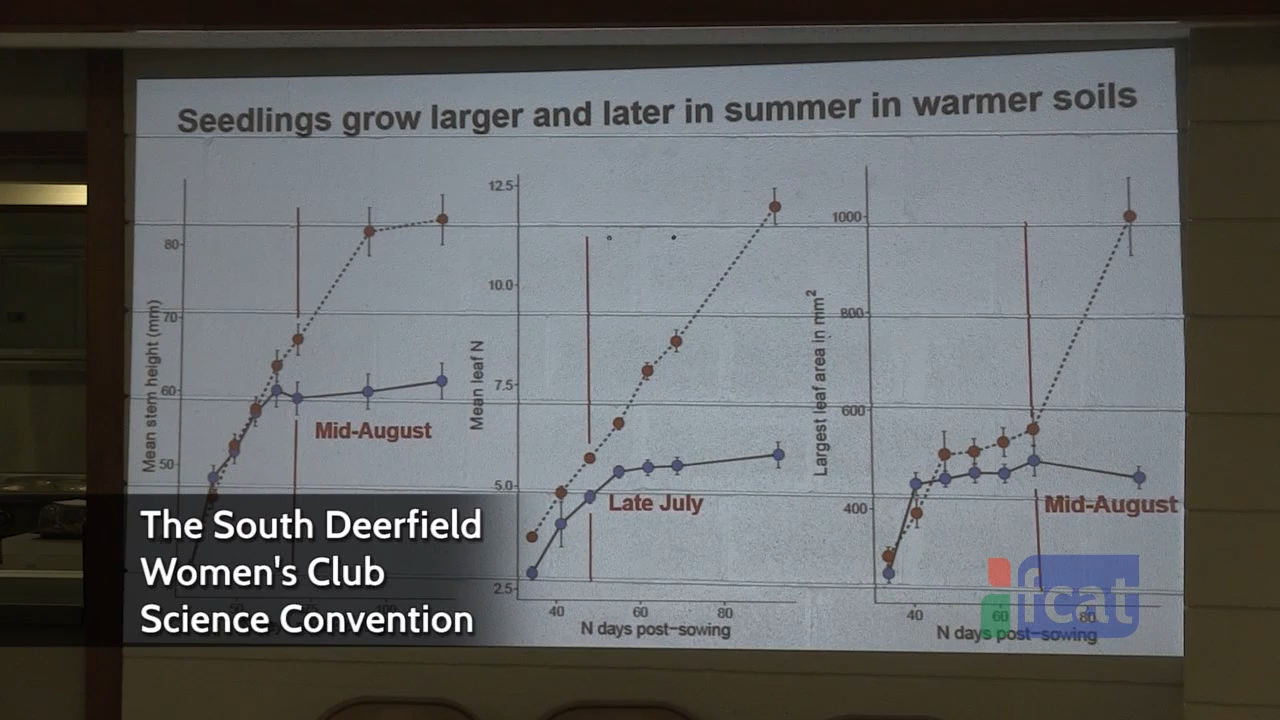 Seedlings grow larger and later in summer in warmer soils
Mean stem height (mm)
80
70
60
50
Mid-August
Mean leaf N
12.5
10.0
7.5
5.0
2.5
Late July
40
60
80
N days post-sowing
Largest leaf area in mm²
1000
800
600
400
Mid-August
40
60
80
N days post-sowing
The South Deerfield
Women's Club
Science Convention
fcat